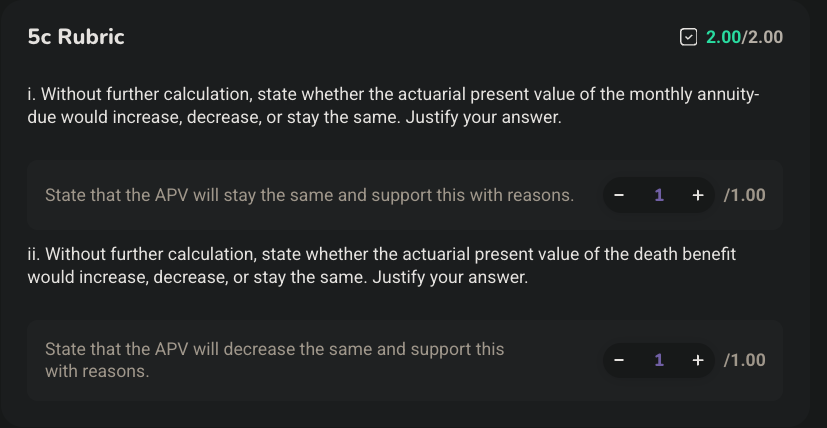 5c Rubric
2.00/2.00
i. Without further calculation, state whether the actuarial present value of the monthly annuity-
due would increase, decrease, or stay the same. Justify your answer.
State that the APV will stay the same and support this with reasons.
− 1 + /1.00
ii. Without further calculation, state whether the actuarial present value of the death benefit
would increase, decrease, or stay the same. Justify your answer.
State that the APV will decrease the same and support this
with reasons.
− 1 + /1.00